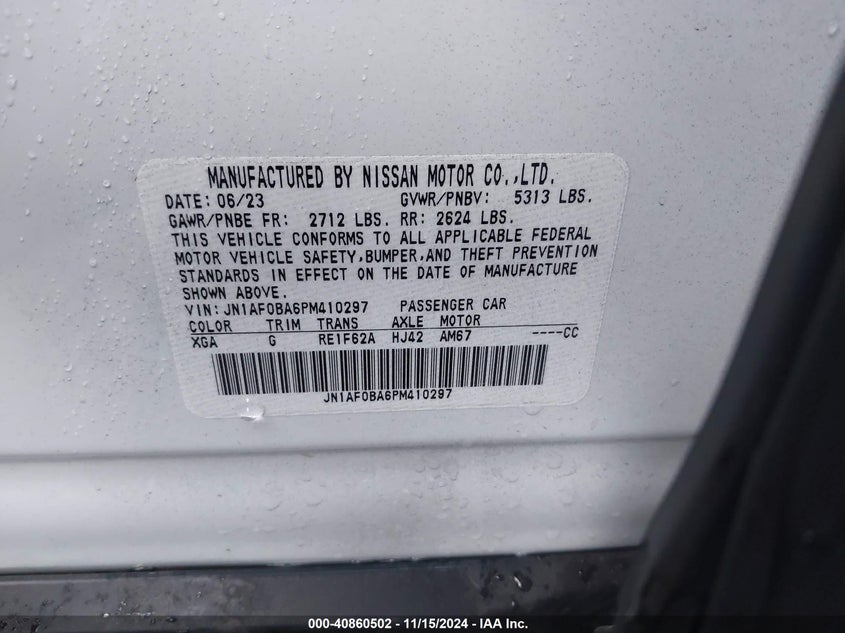 MANUFACTURED BY NISSAN MOTOR CO.,LTD.
DATE: 06/23 GVWR/PNBV: 5313 LBS.
GAWR/PNBE FR: 2712 LBS. RR: 2624 LBS.
THIS VEHICLE CONFORMS TO ALL APPLICABLE FEDERAL
MOTOR VEHICLE SAFETY,BUMPER,AND THEFT PREVENTION
STANDARDS IN EFFECT ON THE DATE OF MANUFACTURE
SHOWN ABOVE.
VIN: JN1AF0BA6PM410297 PASSENGER CAR
COLOR TRIM TRANS AXLE MOTOR
XGA G RE1F62A HJ42 AM67 ----CC
JN1AF0BA6PM410297
000-40860502 - 11/15/2024 - IAA Inc.